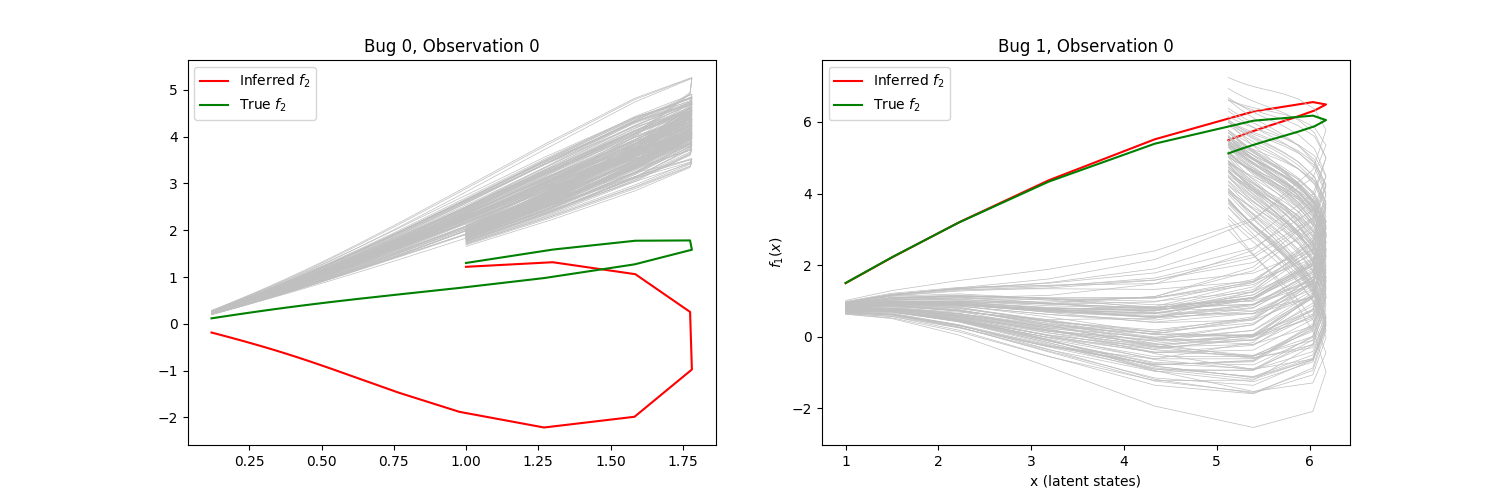 Bug 0, Observation 0
Inferred f₂
True f₂
5
4
3
2
1
0
−1
−2
0.25 0.50 0.75 1.00 1.25 1.50 1.75
Bug 1, Observation 0
Inferred f₂
True f₂
f₁(x)
6
4
2
0
−2
1 2 3 4 5 6
x (latent states)